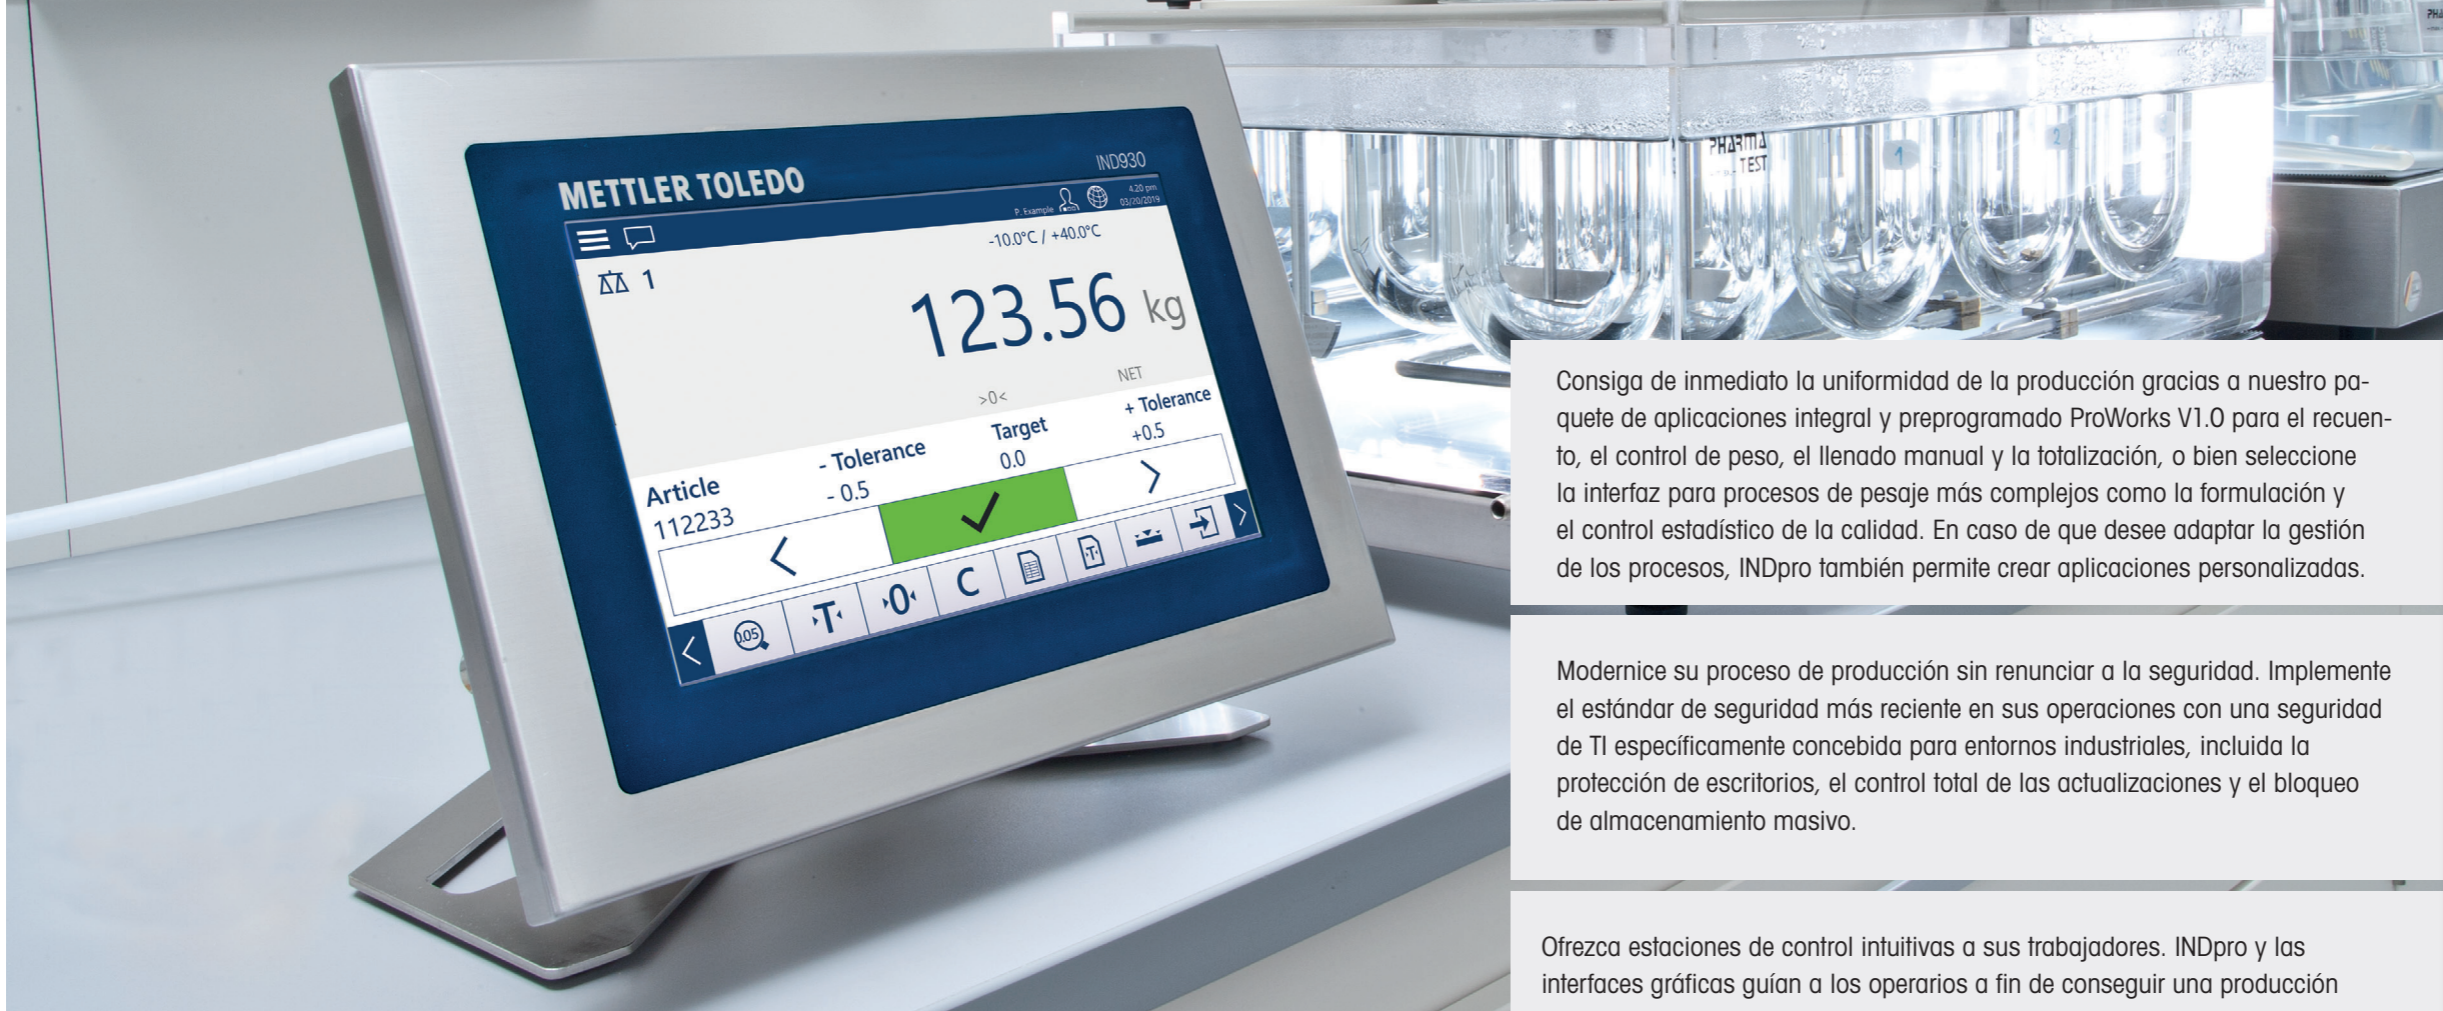 METTLER TOLEDO
IND930
P. Example
4:20 pm
03/20/2019
-10.0°C / +40.0°C
1
123.56 kg
>0<
NET
Article
112233
- Tolerance
- 0.5
Target
0.0
+ Tolerance
+0.5
0.05
T
0
C
T
PHARMA
TEST
1
2
Consiga de inmediato la uniformidad de la producción gracias a nuestro pa-
quete de aplicaciones integral y preprogramado ProWorks V1.0 para el recuen-
to, el control de peso, el llenado manual y la totalización, o bien seleccione
la interfaz para procesos de pesaje más complejos como la formulación y
el control estadístico de la calidad. En caso de que desee adaptar la gestión
de los procesos, INDpro también permite crear aplicaciones personalizadas.
Modernice su proceso de producción sin renunciar a la seguridad. Implemente
el estándar de seguridad más reciente en sus operaciones con una seguridad
de TI específicamente concebida para entornos industriales, incluida la
protección de escritorios, el control total de las actualizaciones y el bloqueo
de almacenamiento masivo.
Ofrezca estaciones de control intuitivas a sus trabajadores. INDpro y las
interfaces gráficas guían a los operarios a fin de conseguir una producción